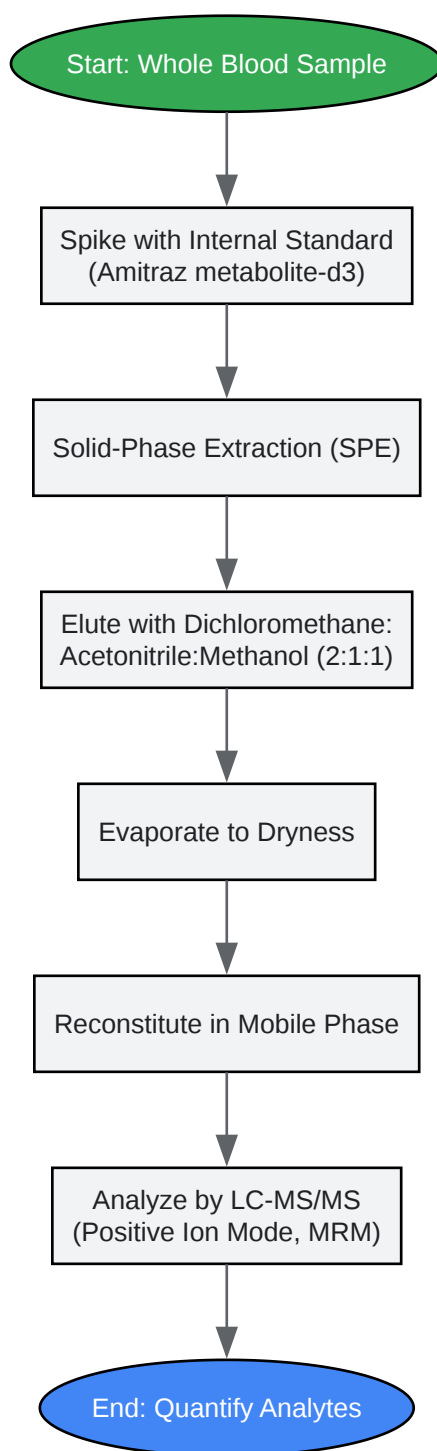 Start: Whole Blood Sample
Spike with Internal Standard
(Amitraz metabolite-d3)
Solid-Phase Extraction (SPE)
Elute with Dichloromethane:
Acetonitrile:Methanol (2:1:1)
Evaporate to Dryness
Reconstitute in Mobile Phase
Analyze by LC-MS/MS
(Positive Ion Mode, MRM)
End: Quantify Analytes